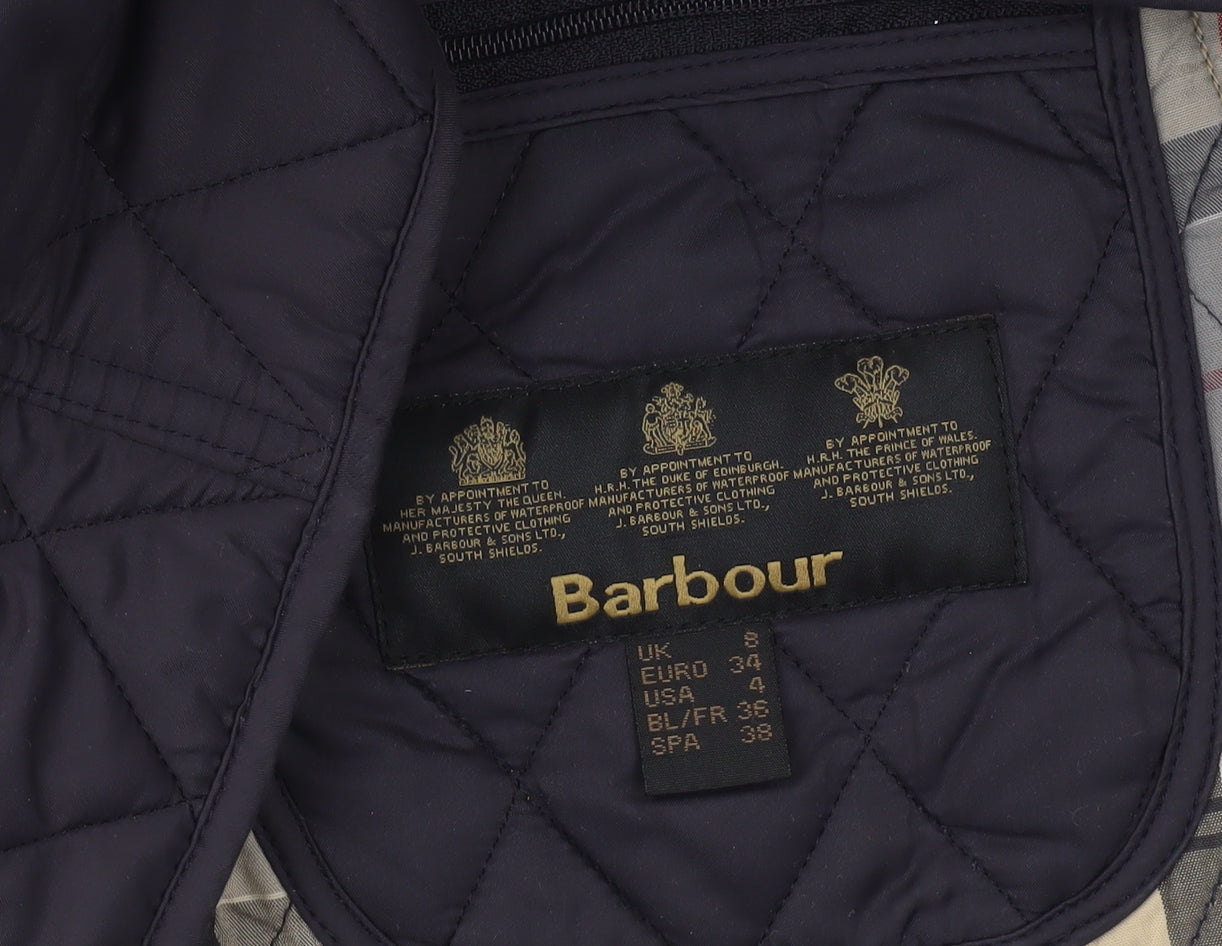 BY APPOINTMENT TO
HER MAJESTY THE QUEEN.
MANUFACTURERS OF WATERPROOF
AND PROTECTIVE CLOTHING
J. BARBOUR & SONS LTD.,
SOUTH SHIELDS.
BY APPOINTMENT TO
H.R.H. THE DUKE OF EDINBURGH.
MANUFACTURERS OF WATERPROOF
AND PROTECTIVE CLOTHING
J. BARBOUR & SONS LTD.,
SOUTH SHIELDS.
BY APPOINTMENT TO
H.R.H. THE PRINCE OF WALES.
MANUFACTURERS OF WATERPROOF
AND PROTECTIVE CLOTHING
J. BARBOUR & SONS LTD.,
SOUTH SHIELDS.
Barbour
UK 8
EURO 34
USA 4
BL/FR 36
SPA 38